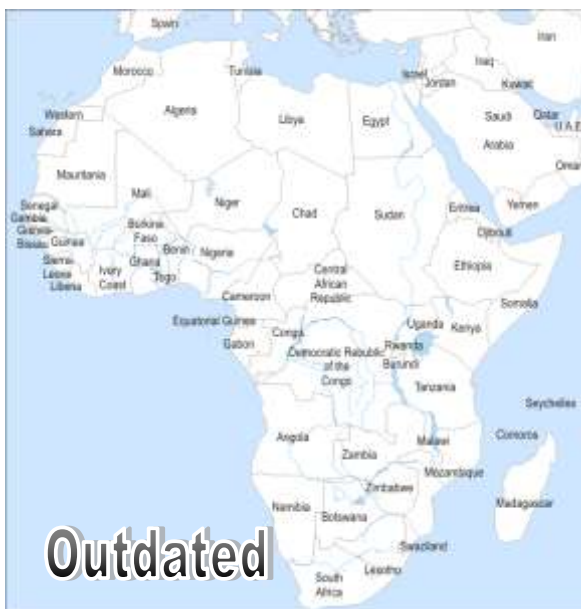 Spain
Iran
Morocco
Tunisia
Iraq
Israel
Jordan
Kuwait
Algeria
Libya
Egypt
Western
Sahara
Saudi
Arabia
Qatar
U.A.E
Oman
Mauritania
Mali
Niger
Chad
Sudan
Eritrea
Yemen
Senegal
Gambia
Guinea-
Bissau
Guinea
Burkina
Faso
Benin
Nigeria
Djibouti
Sierra
Leone
Liberia
Ivory
Coast
Ghana
Togo
Central
African
Republic
Ethiopia
Cameroon
Somalia
Equatorial Guinea
Gabon
Congo
Uganda
Kenya
Rwanda
Burundi
Democratic Republic
of the
Congo
Tanzania
Seychelles
Angola
Zambia
Malawi
Comoros
Mozambique
Zimbabwe
Madagascar
Namibia
Botswana
Swaziland
Lesotho
South
Africa
Outdated